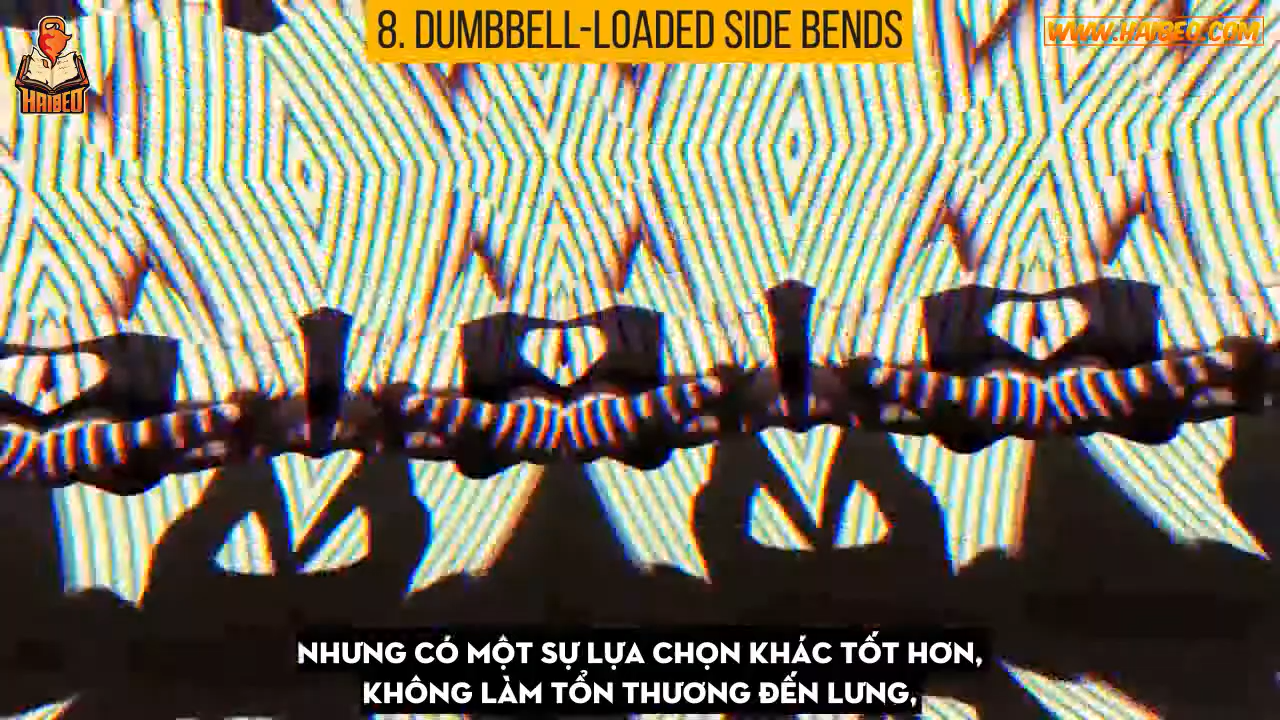 8. DUMBBELL-LOADED SIDE BENDS
WWW.HAIBEO.COM
HAIBEO
NHƯNG CÓ MỘT SỰ LỰA CHỌN KHÁC TỐT HƠN,
KHÔNG LÀM TỔN THƯƠNG ĐẾN LƯNG,